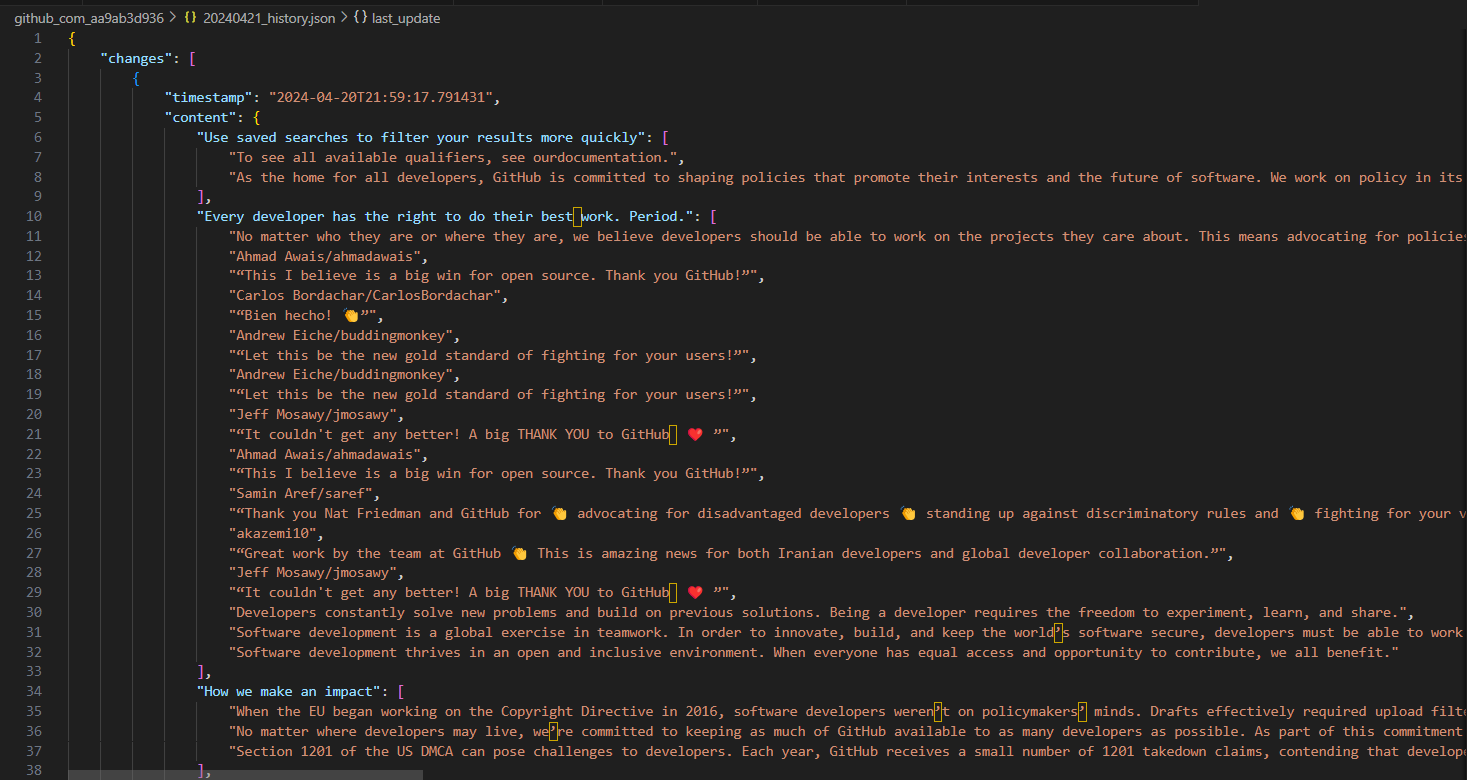 github_com_aa9ab3d936 > {} 20240421_history.json > {} last_update
1 {
2 "changes": [
3 {
4 "timestamp": "2024-04-20T21:59:17.791431",
5 "content": {
6 "Use saved searches to filter your results more quickly": [
7 "To see all available qualifiers, see ourdocumentation.",
8 "As the home for all developers, GitHub is committed to shaping policies that promote their interests and the future of software. We work on policy in its
9 ],
10 "Every developer has the right to do their best work. Period.": [
11 "No matter who they are or where they are, we believe developers should be able to work on the projects they care about. This means advocating for policies
12 "Ahmad Awais/ahmadawais",
13 "“This I believe is a big win for open source. Thank you GitHub!”",
14 "Carlos Bordachar/CarlosBordachar",
15 "“Bien hecho! 👏”",
16 "Andrew Eiche/buddingmonkey",
17 "“Let this be the new gold standard of fighting for your users!”",
18 "Andrew Eiche/buddingmonkey",
19 "“Let this be the new gold standard of fighting for your users!”",
20 "Jeff Mosawy/jmosawy",
21 "“It couldn't get any better! A big THANK YOU to GitHub ❤️ ”",
22 "Ahmad Awais/ahmadawais",
23 "“This I believe is a big win for open source. Thank you GitHub!”",
24 "Samin Aref/saref",
25 "“Thank you Nat Friedman and GitHub for 👏 advocating for disadvantaged developers 👏 standing up against discriminatory rules and 👏 fighting for your v
26 "akazemi10",
27 "“Great work by the team at GitHub 👏 This is amazing news for both Iranian developers and global developer collaboration.”",
28 "Jeff Mosawy/jmosawy",
29 "“It couldn't get any better! A big THANK YOU to GitHub ❤️ ”",
30 "Developers constantly solve new problems and build on previous solutions. Being a developer requires the freedom to experiment, learn, and share.",
31 "Software development is a global exercise in teamwork. In order to innovate, build, and keep the world’s software secure, developers must be able to work
32 "Software development thrives in an open and inclusive environment. When everyone has equal access and opportunity to contribute, we all benefit."
33 ],
34 "How we make an impact": [
35 "When the EU began working on the Copyright Directive in 2016, software developers weren’t on policymakers’ minds. Drafts effectively required upload filt
36 "No matter where developers may live, we’re committed to keeping as much of GitHub available to as many developers as possible. As part of this commitment
37 "Section 1201 of the US DMCA can pose challenges to developers. Each year, GitHub receives a small number of 1201 takedown claims, contending that develop
38 ],